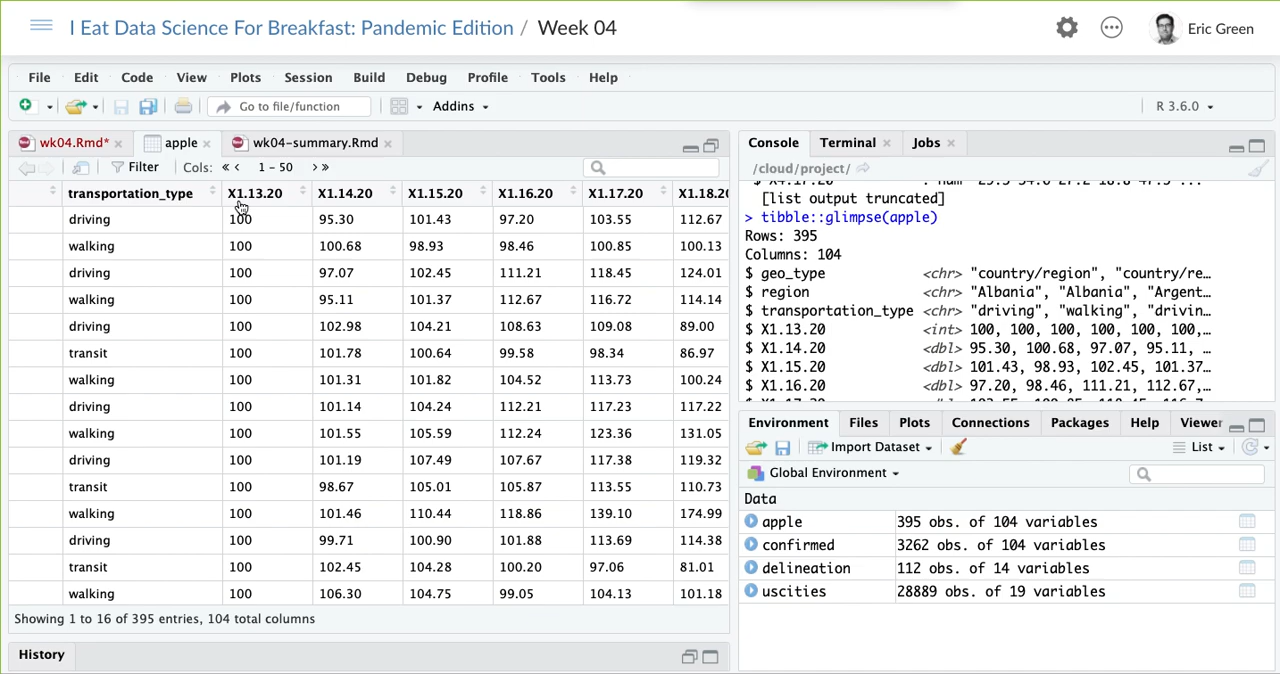 I Eat Data Science For Breakfast: Pandemic Edition / Week 04
Eric Green
File Edit Code View Plots Session Build Debug Profile Tools Help
Go to file/function Addins R 3.6.0
wk04.Rmd* apple wk04-summary.Rmd
Filter Cols: « ‹ 1 - 50 › »
transportation_type X1.13.20 X1.14.20 X1.15.20 X1.16.20 X1.17.20 X1.18.20
driving 100 95.30 101.43 97.20 103.55 112.67
walking 100 100.68 98.93 98.46 100.85 100.13
driving 100 97.07 102.45 111.21 118.45 124.01
walking 100 95.11 101.37 112.67 116.72 114.14
driving 100 102.98 104.21 108.63 109.08 89.00
transit 100 101.78 100.64 99.58 98.34 86.97
walking 100 101.31 101.82 104.52 113.73 100.24
driving 100 101.14 104.24 112.21 117.23 117.22
walking 100 101.55 105.59 112.24 123.36 131.05
driving 100 101.19 107.49 107.67 117.38 119.32
transit 100 98.67 105.01 105.87 113.55 110.73
walking 100 101.46 110.44 118.86 139.10 174.99
driving 100 99.71 100.90 101.88 113.69 114.38
transit 100 102.45 104.28 100.20 97.06 81.01
walking 100 106.30 104.75 99.05 104.13 101.18
Showing 1 to 16 of 395 entries, 104 total columns
History
Console Terminal Jobs
/cloud/project/
[list output truncated]
> tibble::glimpse(apple)
Rows: 395
Columns: 104
$ geo_type <chr> "country/region", "country/re…
$ region <chr> "Albania", "Albania", "Argent…
$ transportation_type <chr> "driving", "walking", "drivin…
$ X1.13.20 <int> 100, 100, 100, 100, 100, 100,…
$ X1.14.20 <dbl> 95.30, 100.68, 97.07, 95.11, …
$ X1.15.20 <dbl> 101.43, 98.93, 102.45, 101.37…
$ X1.16.20 <dbl> 97.20, 98.46, 111.21, 112.67,…
Environment Files Plots Connections Packages Help Viewer
Import Dataset List
Global Environment
Data
apple 395 obs. of 104 variables
confirmed 3262 obs. of 104 variables
delineation 112 obs. of 14 variables
uscities 28889 obs. of 19 variables